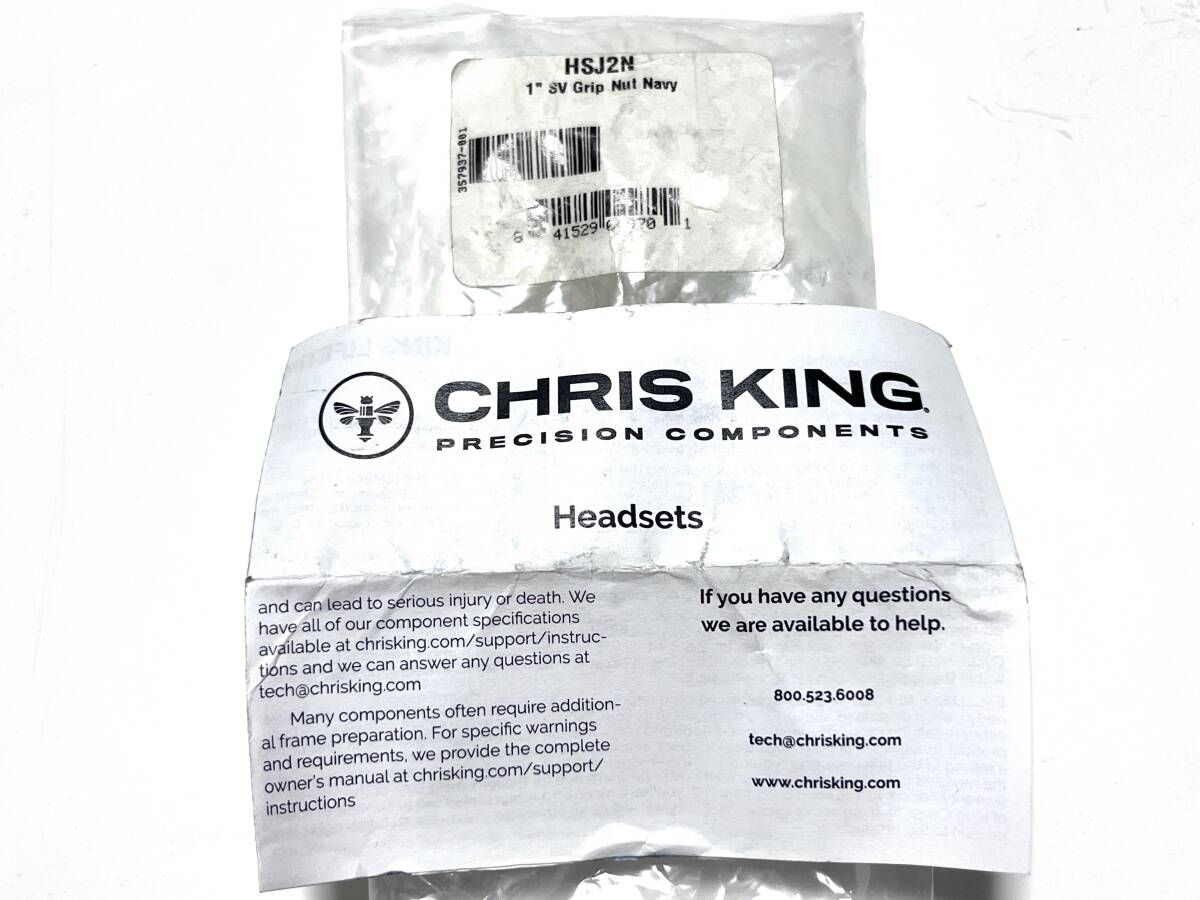 HSJ2N
1" SV Grip Nut Navy
357937-001
41529
1
CHRIS KING
PRECISION COMPONENTS
Headsets
and can lead to serious injury or death. We
have all of our component specifications
available at chrisking.com/support/instruc-
tions and we can answer any questions at
tech@chrisking.com
Many components often require addition-
al frame preparation. For specific warnings
and requirements, we provide the complete
owner's manual at chrisking.com/support/
instructions
If you have any questions
we are available to help.
800.523.6008
tech@chrisking.com
www.chrisking.com